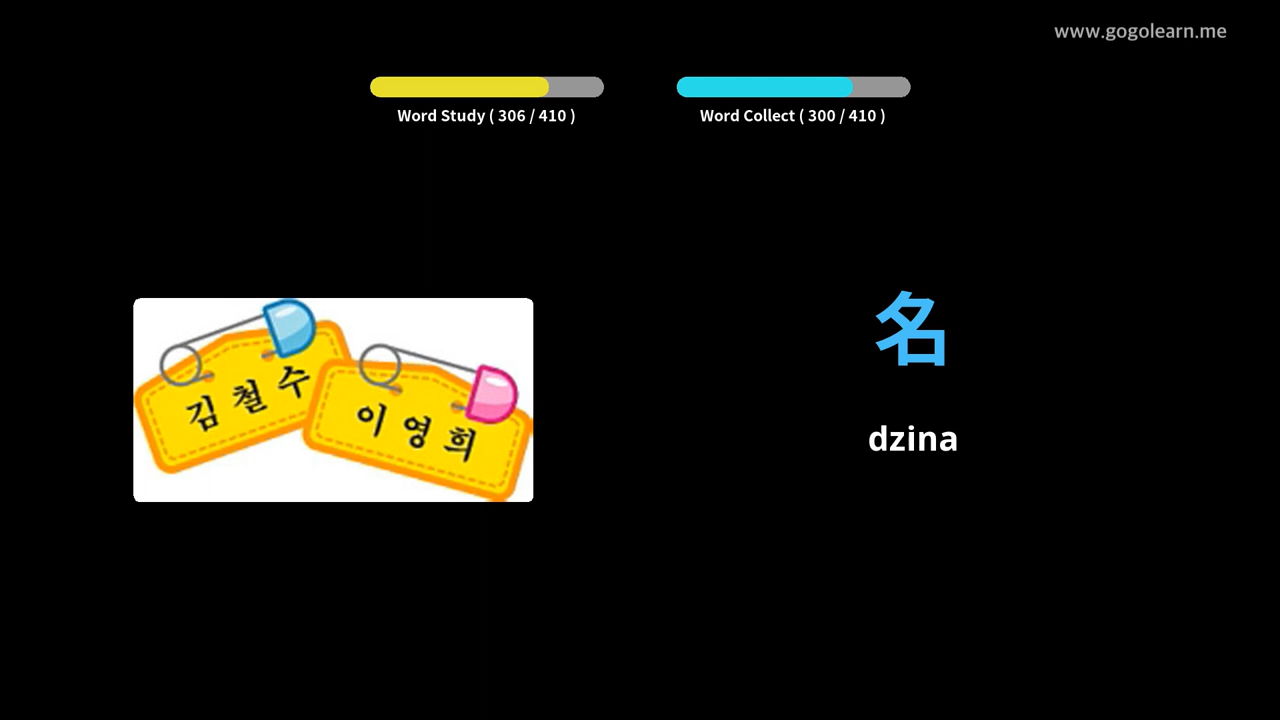 www.gogolearn.me
Word Study ( 306 / 410 )
Word Collect ( 300 / 410 )
김철수
이영희
名
dzina